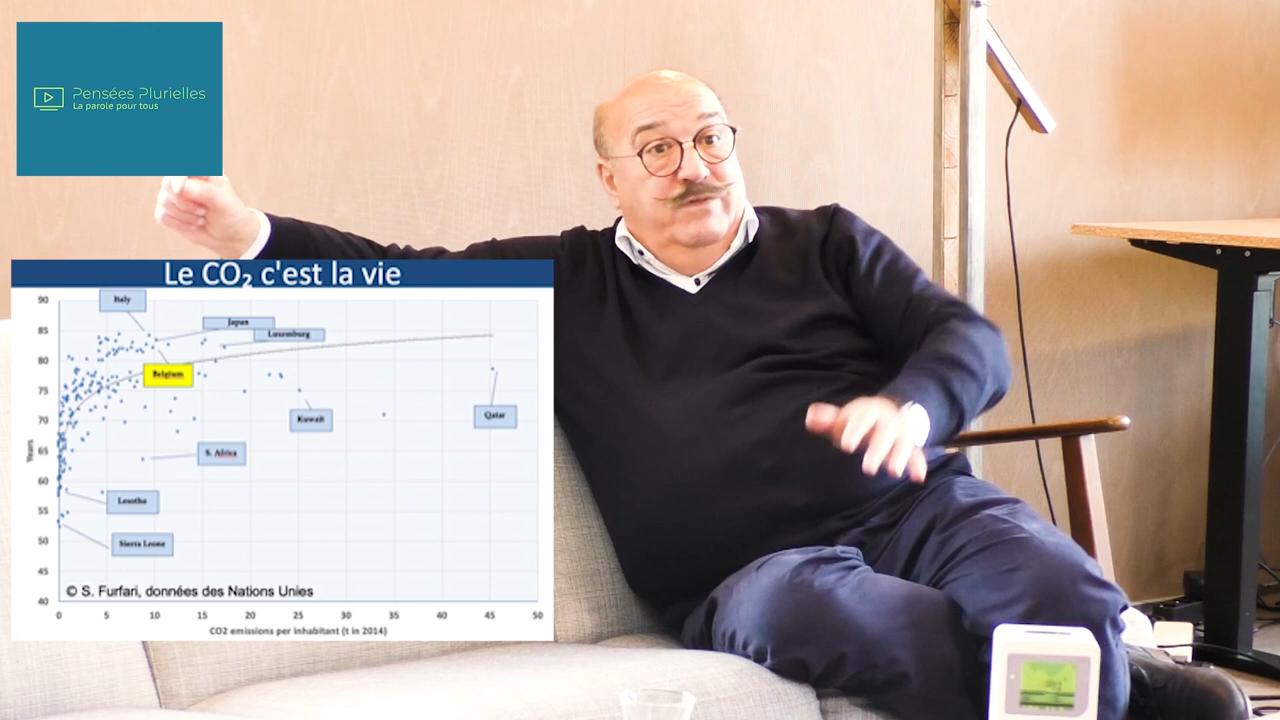 Pensées Plurielles
La parole pour tous
Le CO₂ c'est la vie
90
Italy
Japan
85
Luxemburg
80
Belgium
75
70
Kuwait
Qatar
Years
65
S. Africa
60
Lesotho
55
50
Sierra Leone
45
© S. Furfari, données des Nations Unies
40
0 5 10 15 20 25 30 35 40 45 50
CO2 emissions per inhabitant (t in 2014)